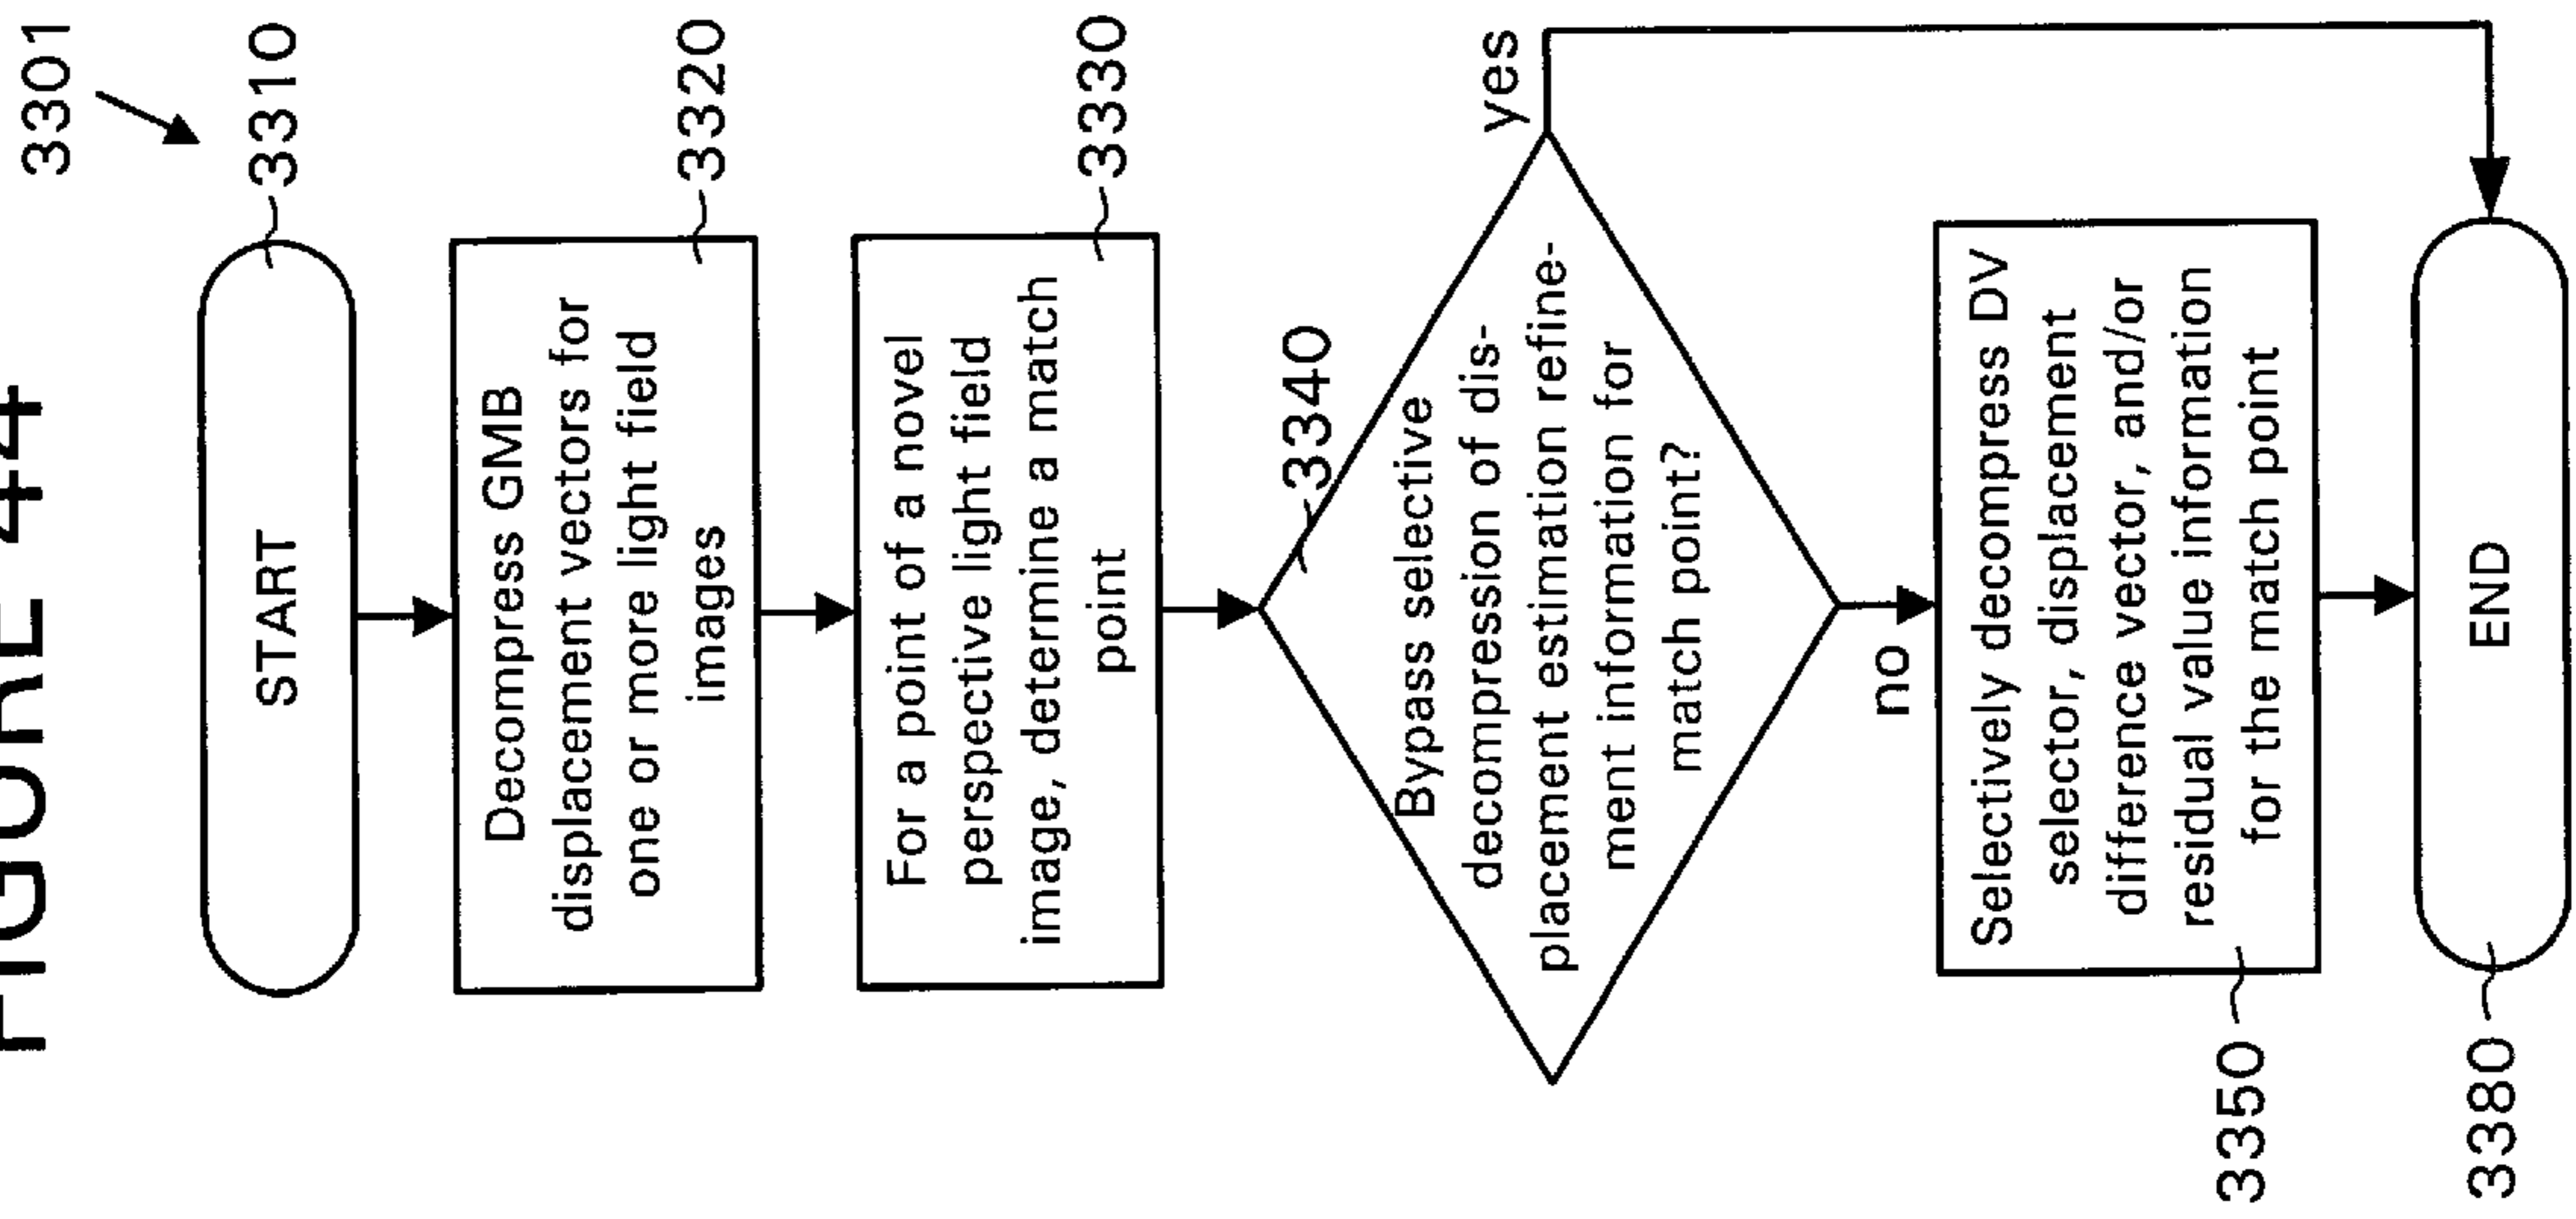 FIGURE 44
3301
START
3310
Decompress GMB
displacement vectors for
one or more light field
images
3320
For a point of a novel
perspective light field
image, determine a match
point
3330
3340
Bypass selective
decompression of dis-
placement estimation refine-
ment information for
match point?
yes
no
Selectively decompress DV
selector, displacement
difference vector, and/or
residual value information
for the match point
3350
END
3380